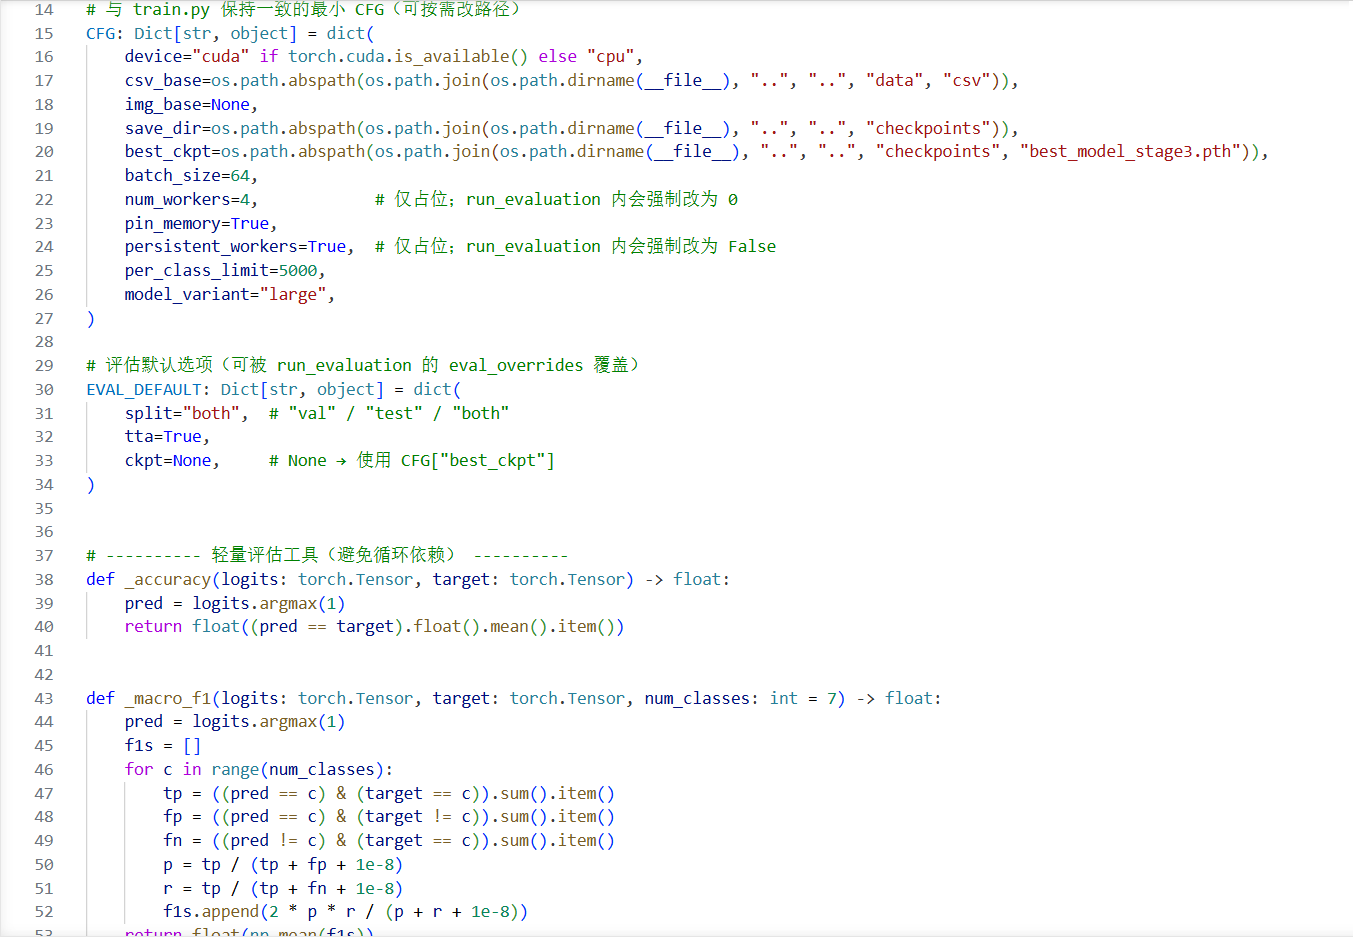 14 # 与 train.py 保持一致的最小 CFG（可按需改路径）
15 CFG: Dict[str, object] = dict(
16     device="cuda" if torch.cuda.is_available() else "cpu",
17     csv_base=os.path.abspath(os.path.join(os.path.dirname(__file__), "..", "..", "data", "csv")),
18     img_base=None,
19     save_dir=os.path.abspath(os.path.join(os.path.dirname(__file__), "..", "..", "checkpoints")),
20     best_ckpt=os.path.abspath(os.path.join(os.path.dirname(__file__), "..", "..", "checkpoints", "best_model_stage3.pth")),
21     batch_size=64,
22     num_workers=4,            # 仅占位；run_evaluation 内会强制改为 0
23     pin_memory=True,
24     persistent_workers=True,  # 仅占位；run_evaluation 内会强制改为 False
25     per_class_limit=5000,
26     model_variant="large",
27 )
28
29 # 评估默认选项（可被 run_evaluation 的 eval_overrides 覆盖）
30 EVAL_DEFAULT: Dict[str, object] = dict(
31     split="both",  # "val" / "test" / "both"
32     tta=True,
33     ckpt=None,     # None → 使用 CFG["best_ckpt"]
34 )
35
36
37 # ---------- 轻量评估工具（避免循环依赖） ----------
38 def _accuracy(logits: torch.Tensor, target: torch.Tensor) -> float:
39     pred = logits.argmax(1)
40     return float((pred == target).float().mean().item())
41
42
43 def _macro_f1(logits: torch.Tensor, target: torch.Tensor, num_classes: int = 7) -> float:
44     pred = logits.argmax(1)
45     f1s = []
46     for c in range(num_classes):
47         tp = ((pred == c) & (target == c)).sum().item()
48         fp = ((pred == c) & (target != c)).sum().item()
49         fn = ((pred != c) & (target == c)).sum().item()
50         p = tp / (tp + fp + 1e-8)
51         r = tp / (tp + fn + 1e-8)
52         f1s.append(2 * p * r / (p + r + 1e-8))
53     return float(np.mean(f1s))